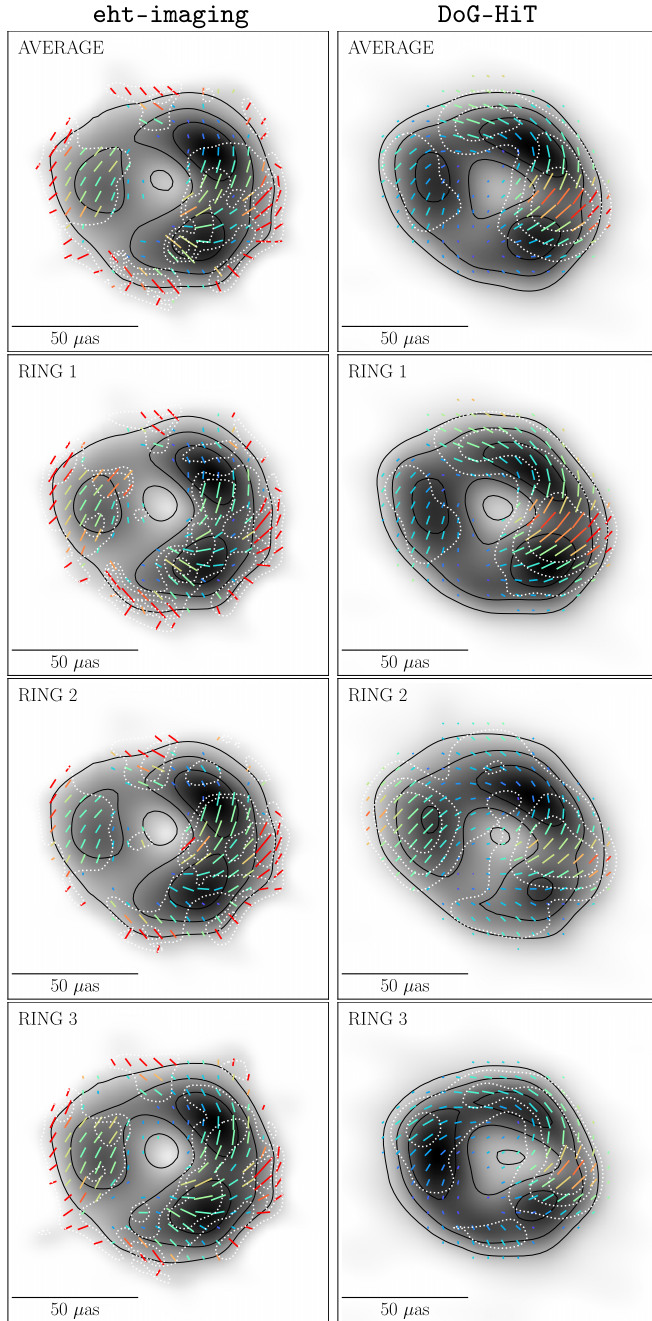 eht-imaging DoG-HiT
AVERAGE AVERAGE
50 μas 50 μas
RING 1 RING 1
50 μas 50 μas
RING 2 RING 2
50 μas 50 μas
RING 3 RING 3
50 μas 50 μas